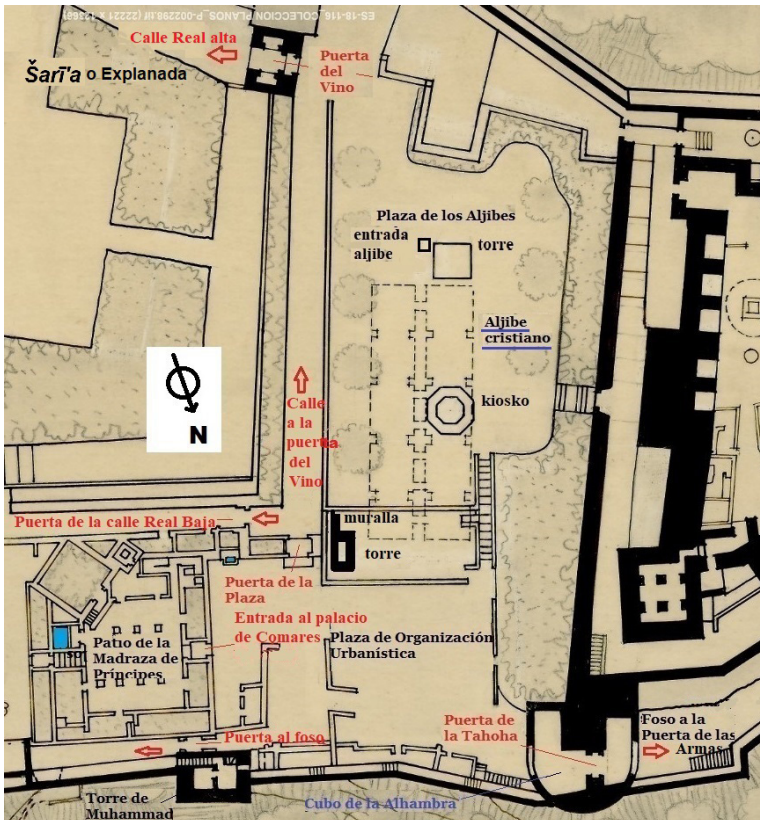 ES-18-116_COLECCION_PLANOS_P-002298.tif (22221 x 13368)
Calle Real alta
Šarī'a o Explanada
Puerta
del
Vino
Plaza de los Aljibes
entrada
aljibe
torre
Aljibe
cristiano
kiosko
N
Calle
a la
puerta
del
Vino
Puerta de la calle Real Baja
muralla
torre
Puerta de la
Plaza
Entrada al palacio
de Comares
Plaza de Organización
Urbanística
Patio de la
Madraza de
Príncipes
Puerta al foso
Puerta de
la Tahoha
Foso a la
Puerta de las
Armas
Torre de
Muhammad
Cubo de la Alhambra